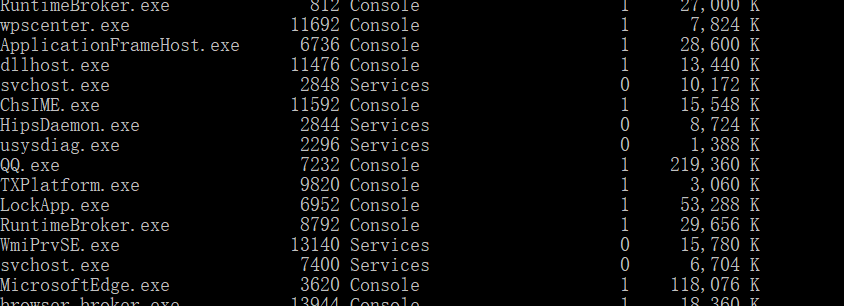 RuntimeBroker.exe 812 Console 1 27,000 K
wpscenter.exe 11692 Console 1 7,824 K
ApplicationFrameHost.exe 6736 Console 1 28,600 K
dllhost.exe 11476 Console 1 13,440 K
svchost.exe 2848 Services 0 10,172 K
ChsIME.exe 11592 Console 1 15,548 K
HipsDaemon.exe 2844 Services 0 8,724 K
usysdiag.exe 2296 Services 0 1,388 K
QQ.exe 7232 Console 1 219,360 K
TXPlatform.exe 9820 Console 1 3,060 K
LockApp.exe 6952 Console 1 53,288 K
RuntimeBroker.exe 8792 Console 1 29,656 K
WmiPrvSE.exe 13140 Services 0 15,780 K
svchost.exe 7400 Services 0 6,704 K
MicrosoftEdge.exe 3620 Console 1 118,076 K
browser_broker.exe 13944 Console 1 18,360 K